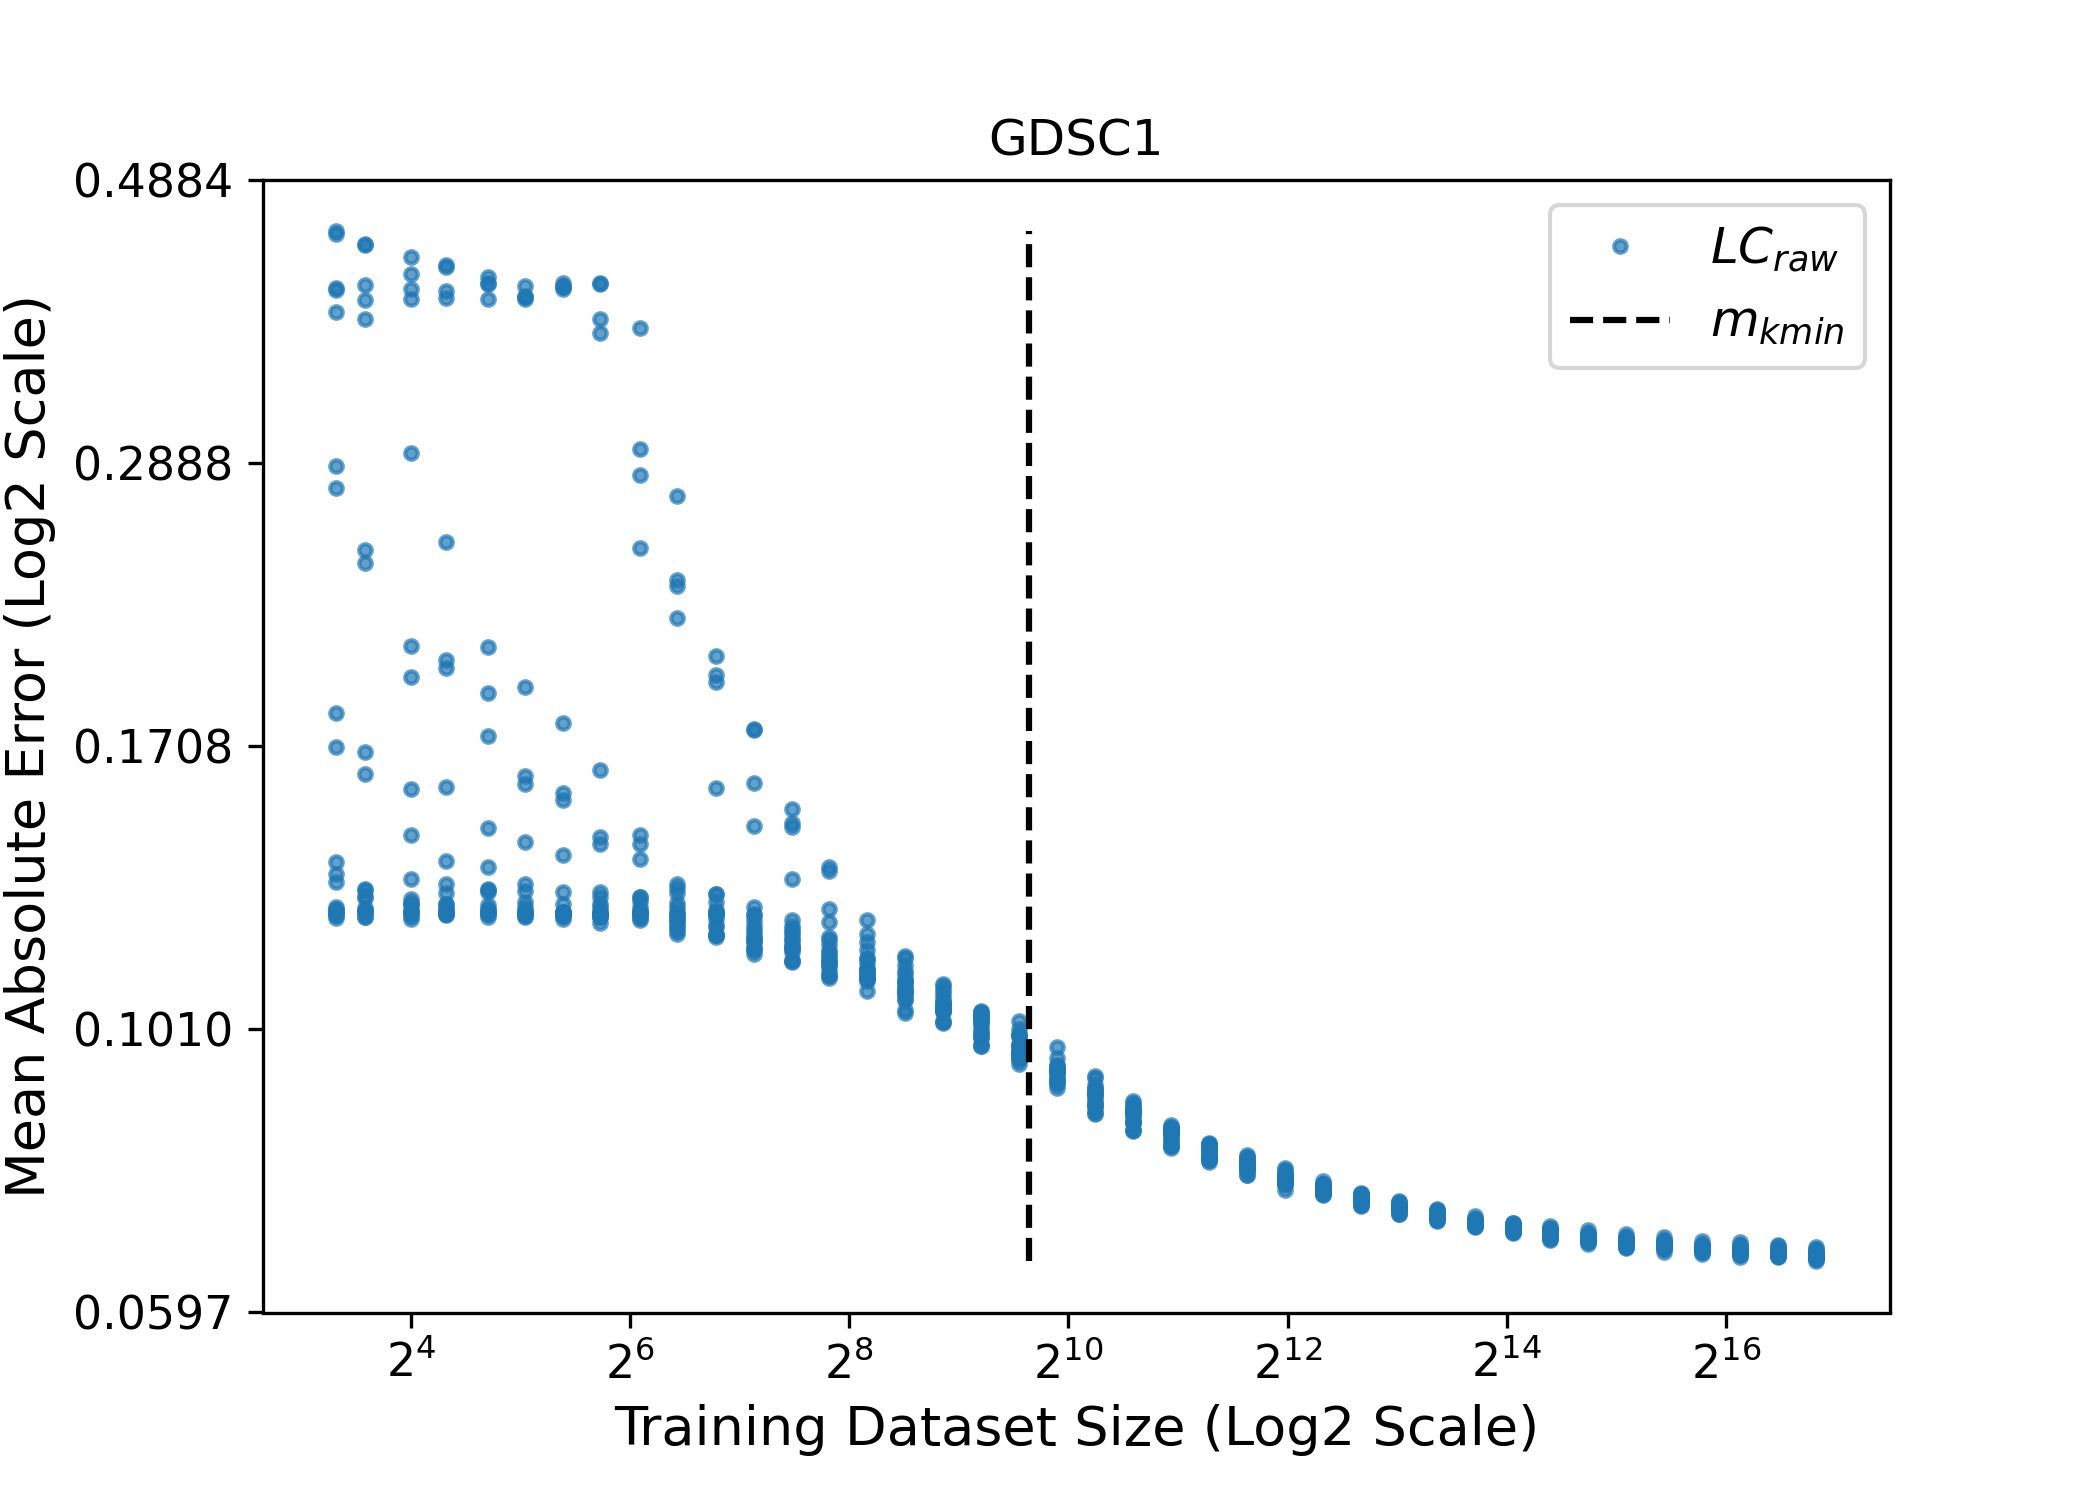 GDSC1
0.4884
0.2888
0.1708
0.1010
0.0597
Mean Absolute Error (Log2 Scale)
LC_raw
m_kmin
2^4 2^6 2^8 2^10 2^12 2^14 2^16
Training Dataset Size (Log2 Scale)